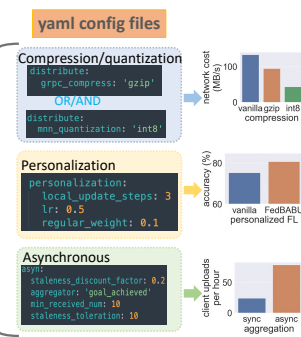 yaml config files
Compression/quantization
distribute:
grpc_compress: 'gzip'
OR/AND
distribute:
mnn_quantization: 'int8'
network cost
(MB/s)
100
0
vanilla gzip int8
compression
Personalization
personalization:
local_update_steps: 3
lr: 0.5
regular_weight: 0.1
accuracy (%)
80
60
vanilla FedBABU
personalized FL
Asynchronous
asyn:
staleness_discount_factor: 0.2
aggregator: 'goal_achieved'
min_received_num: 10
staleness_toleration: 10
client uploads
per hour
50
0
sync async
aggregation